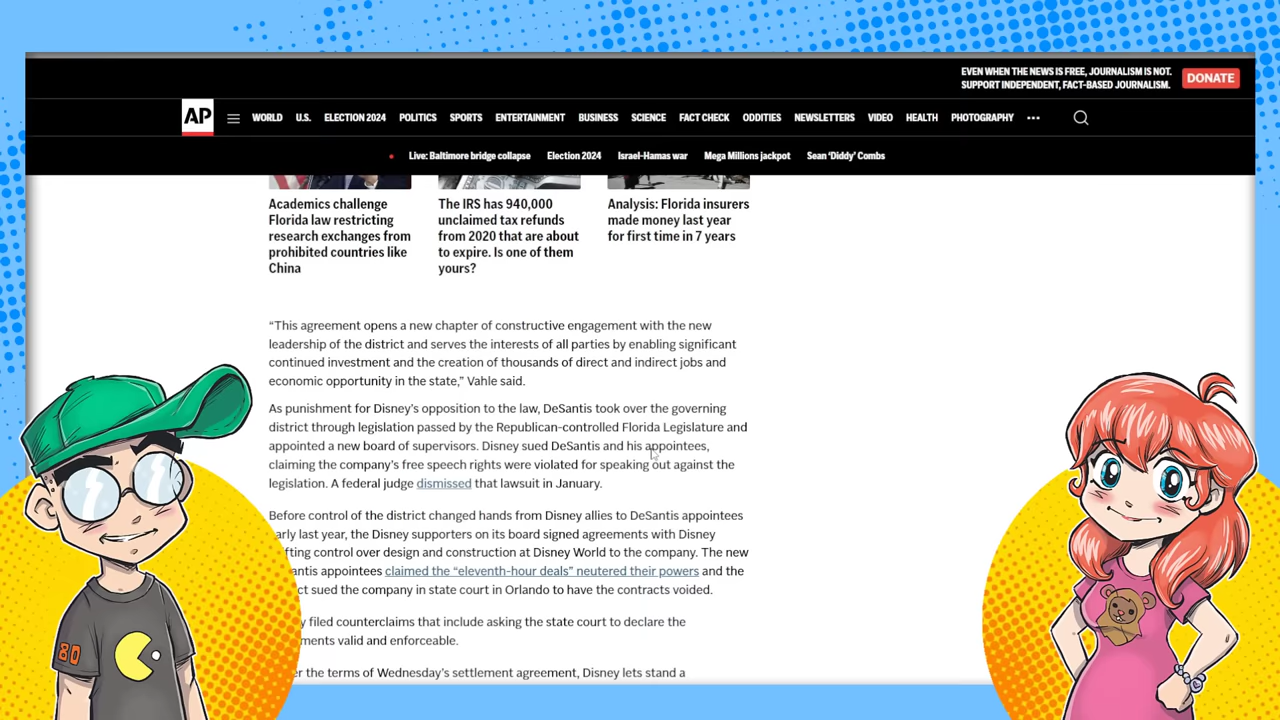 EVEN WHEN THE NEWS IS FREE, JOURNALISM IS NOT.
SUPPORT INDEPENDENT, FACT-BASED JOURNALISM.
DONATE
AP
WORLD U.S. ELECTION 2024 POLITICS SPORTS ENTERTAINMENT BUSINESS SCIENCE FACT CHECK ODDITIES NEWSLETTERS VIDEO HEALTH PHOTOGRAPHY
Live: Baltimore bridge collapse Election 2024 Israel-Hamas war Mega Millions jackpot Sean ‘Diddy’ Combs
Academics challenge
Florida law restricting
research exchanges from
prohibited countries like
China
The IRS has 940,000
unclaimed tax refunds
from 2020 that are about
to expire. Is one of them
yours?
Analysis: Florida insurers
made money last year
for first time in 7 years
“This agreement opens a new chapter of constructive engagement with the new
leadership of the district and serves the interests of all parties by enabling significant
continued investment and the creation of thousands of direct and indirect jobs and
economic opportunity in the state,” Vahle said.
As punishment for Disney’s opposition to the law, DeSantis took over the governing
district through legislation passed by the Republican-controlled Florida Legislature and
appointed a new board of supervisors. Disney sued DeSantis and his appointees,
claiming the company’s free speech rights were violated for speaking out against the
legislation. A federal judge dismissed that lawsuit in January.
Before control of the district changed hands from Disney allies to DeSantis appointees
early last year, the Disney supporters on its board signed agreements with Disney
fting control over design and construction at Disney World to the company. The new
antis appointees claimed the “eleventh-hour deals” neutered their powers and the
ct sued the company in state court in Orlando to have the contracts voided.
y filed counterclaims that include asking the state court to declare the
ments valid and enforceable.
er the terms of Wednesday’s settlement agreement, Disney lets stand a
80